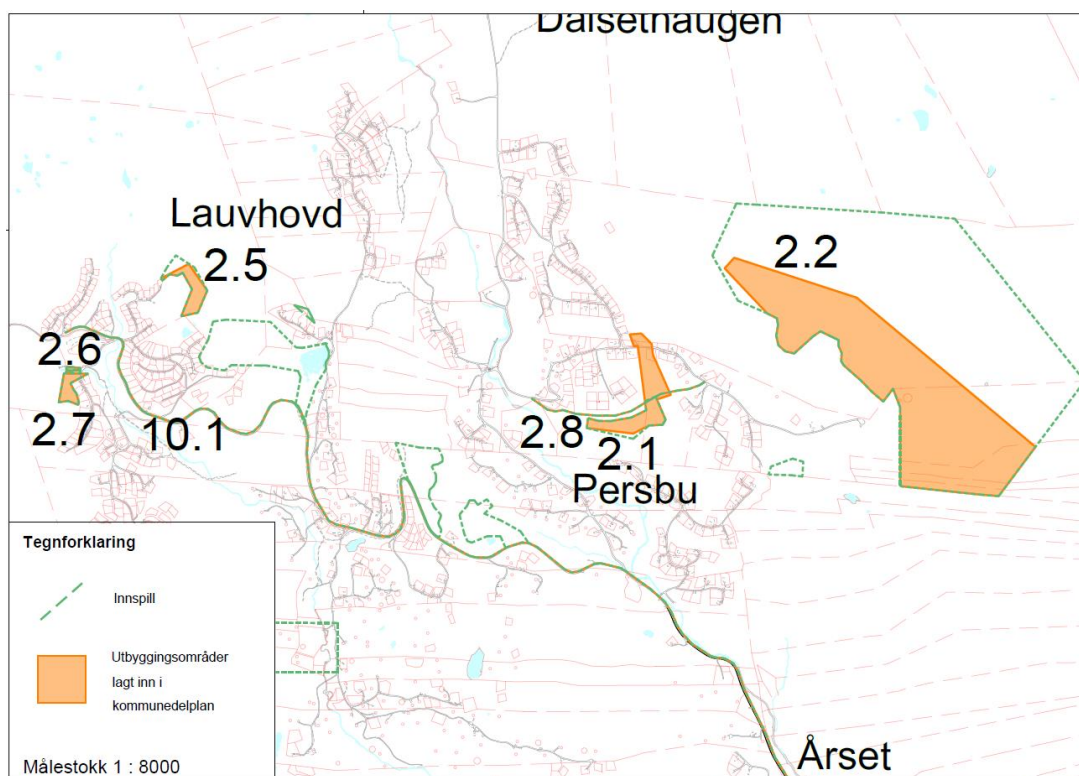 Dalsethaugen
Lauvhovd
2.5
2.2
2.6
2.7
10.1
2.8
2.1
Persbu
Tegnforklaring
Innspill
Utbyggingsområder
lagt inn i
kommunedelplan
Målestokk 1 : 8000
Årset